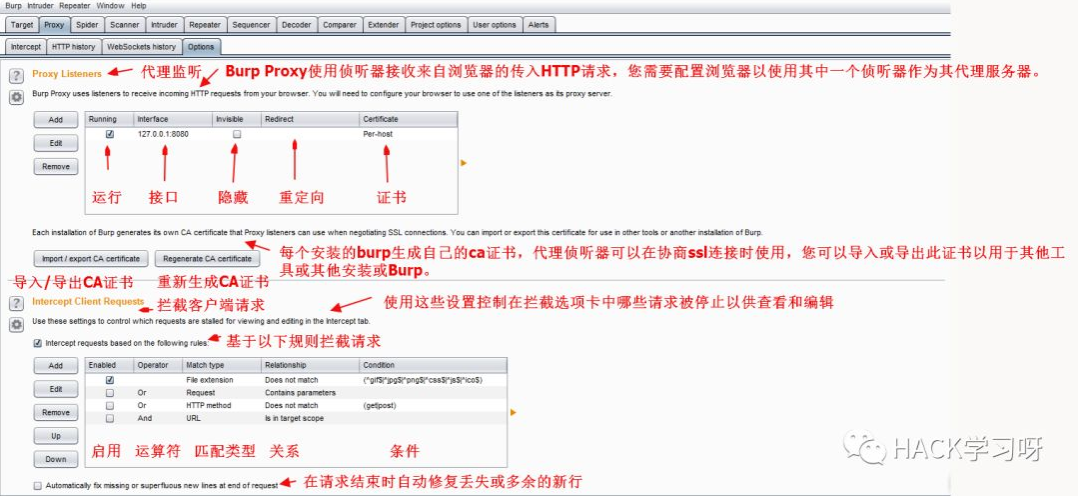 Burp Intruder Repeater Window Help
Target Proxy Spider Scanner Intruder Repeater Sequencer Decoder Comparer Extender Project options User options Alerts
Intercept HTTP history WebSockets history Options
? Proxy Listeners 代理监听 Burp Proxy使用侦听器接收来自浏览器的传入HTTP请求，您需要配置浏览器以使用其中一个侦听器作为其代理服务器。
Burp Proxy uses listeners to receive incoming HTTP requests from your browser. You will need to configure your browser to use one of the listeners as its proxy server.
Add Running Interface Invisible Redirect Certificate
127.0.0.1:8080 Per-host
Edit
Remove
运行 接口 隐藏 重定向 证书
Each installation of Burp generates its own CA certificate that Proxy listeners can use when negotiating SSL connections. You can import or export this certificate for use in other tools or another installation of Burp.
每个安装的burp生成自己的ca证书，代理侦听器可以在协商ssl连接时使用，您可以导入或导出此证书以用于其他工
具或其他安装或Burp。
Import / export CA certificate Regenerate CA certificate
导入/导出CA证书 重新生成CA证书
? Intercept Client Requests 拦截客户端请求 使用这些设置控制在拦截选项卡中哪些请求被停止以供查看和编辑
Use these settings to control which requests are stalled for viewing and editing in the Intercept tab.
Intercept requests based on the following rules: 基于以下规则拦截请求
Add Enabled Operator Match type Relationship Condition
File extension Does not match (^gif$|^jpg$|^png$|^css$|^js$|^ico$)
Edit Or Request Contains parameters
Remove Or HTTP method Does not match (get|post)
And URL Is in target scope
Up
Down
启用 运算符 匹配类型 关系 条件
Automatically fix missing or superfluous new lines at end of request 在请求结束时自动修复丢失或多余的新行
HACK学习呀